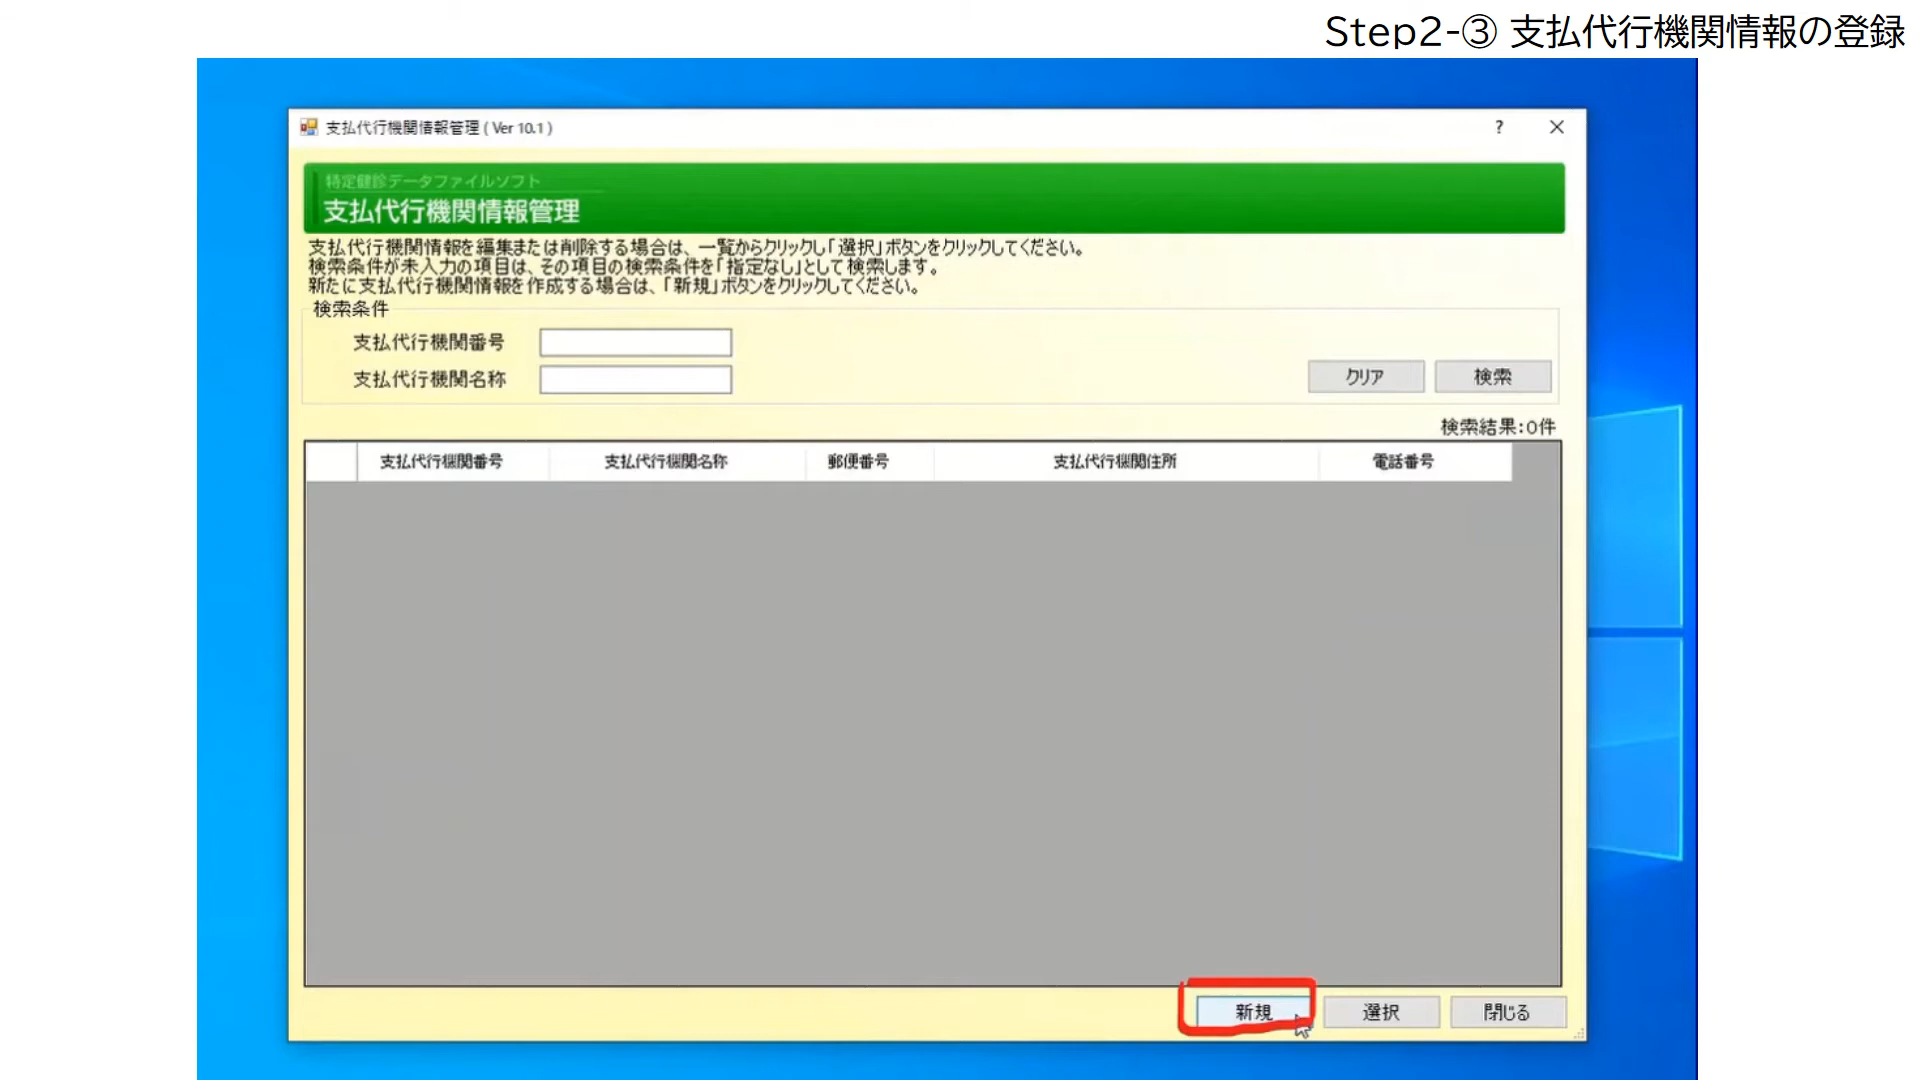 Step2-③ 支払代行機関情報の登録
支払代行機関情報管理 ( Ver 10.1 )
?
特定健診データファイルソフト
支払代行機関情報管理
支払代行機関情報を編集または削除する場合は、一覧からクリックし「選択」ボタンをクリックしてください。
検索条件が未入力の項目は、その項目の検索条件を「指定なし」として検索します。
新たに支払代行機関情報を作成する場合は、「新規」ボタンをクリックしてください。
検索条件
支払代行機関番号
支払代行機関名称
クリア 検索
検索結果：0件
支払代行機関番号 支払代行機関名称 郵便番号 支払代行機関住所 電話番号
新規 選択 閉じる